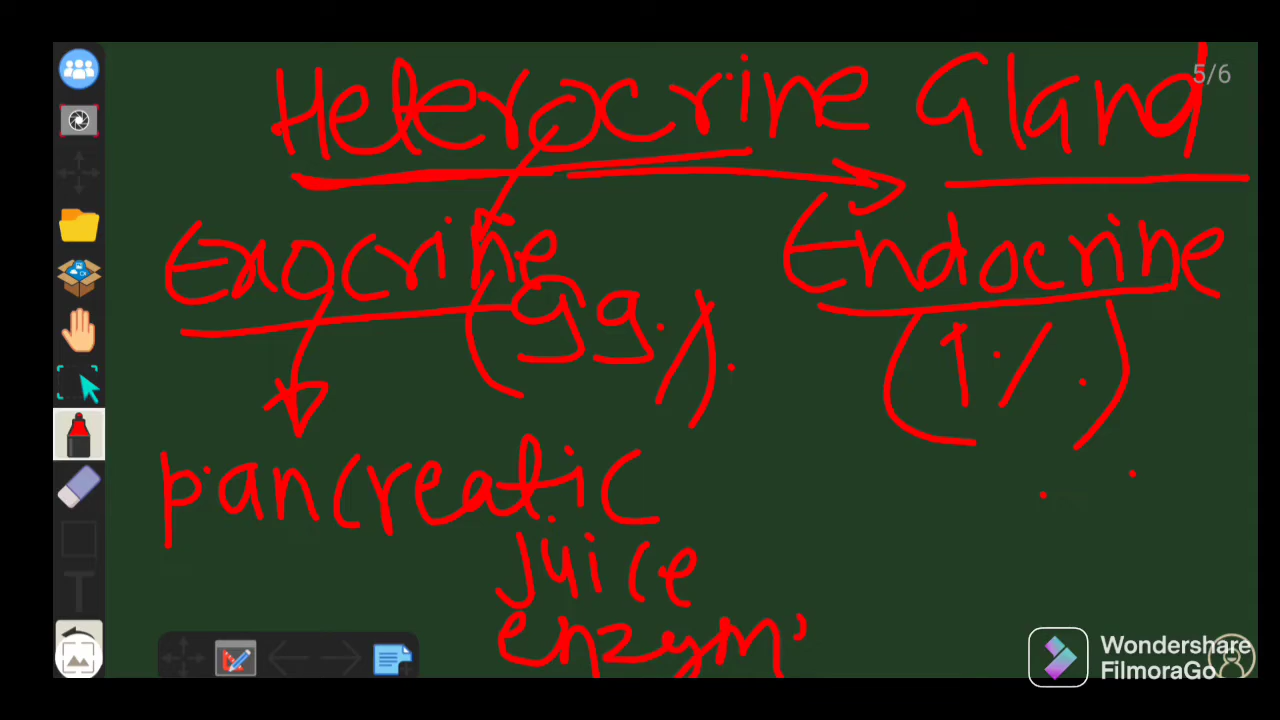 Heterocrine Gland
5/6
Exocrine Endocrine
(99%). (1%)
pancreatic
Juice
enzym
Wondershare
FilmoraGo